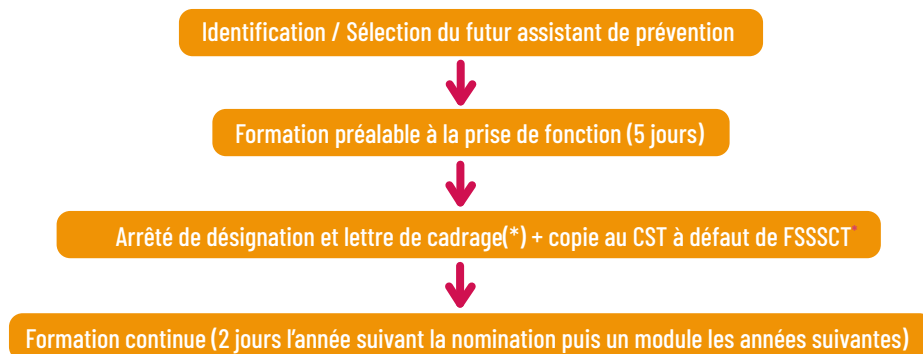 Identification / Sélection du futur assistant de prévention
Formation préalable à la prise de fonction (5 jours)
Arrêté de désignation et lettre de cadrage(*) + copie au CST à défaut de FSSSCT*
Formation continue (2 jours l’année suivant la nomination puis un module les années suivantes)